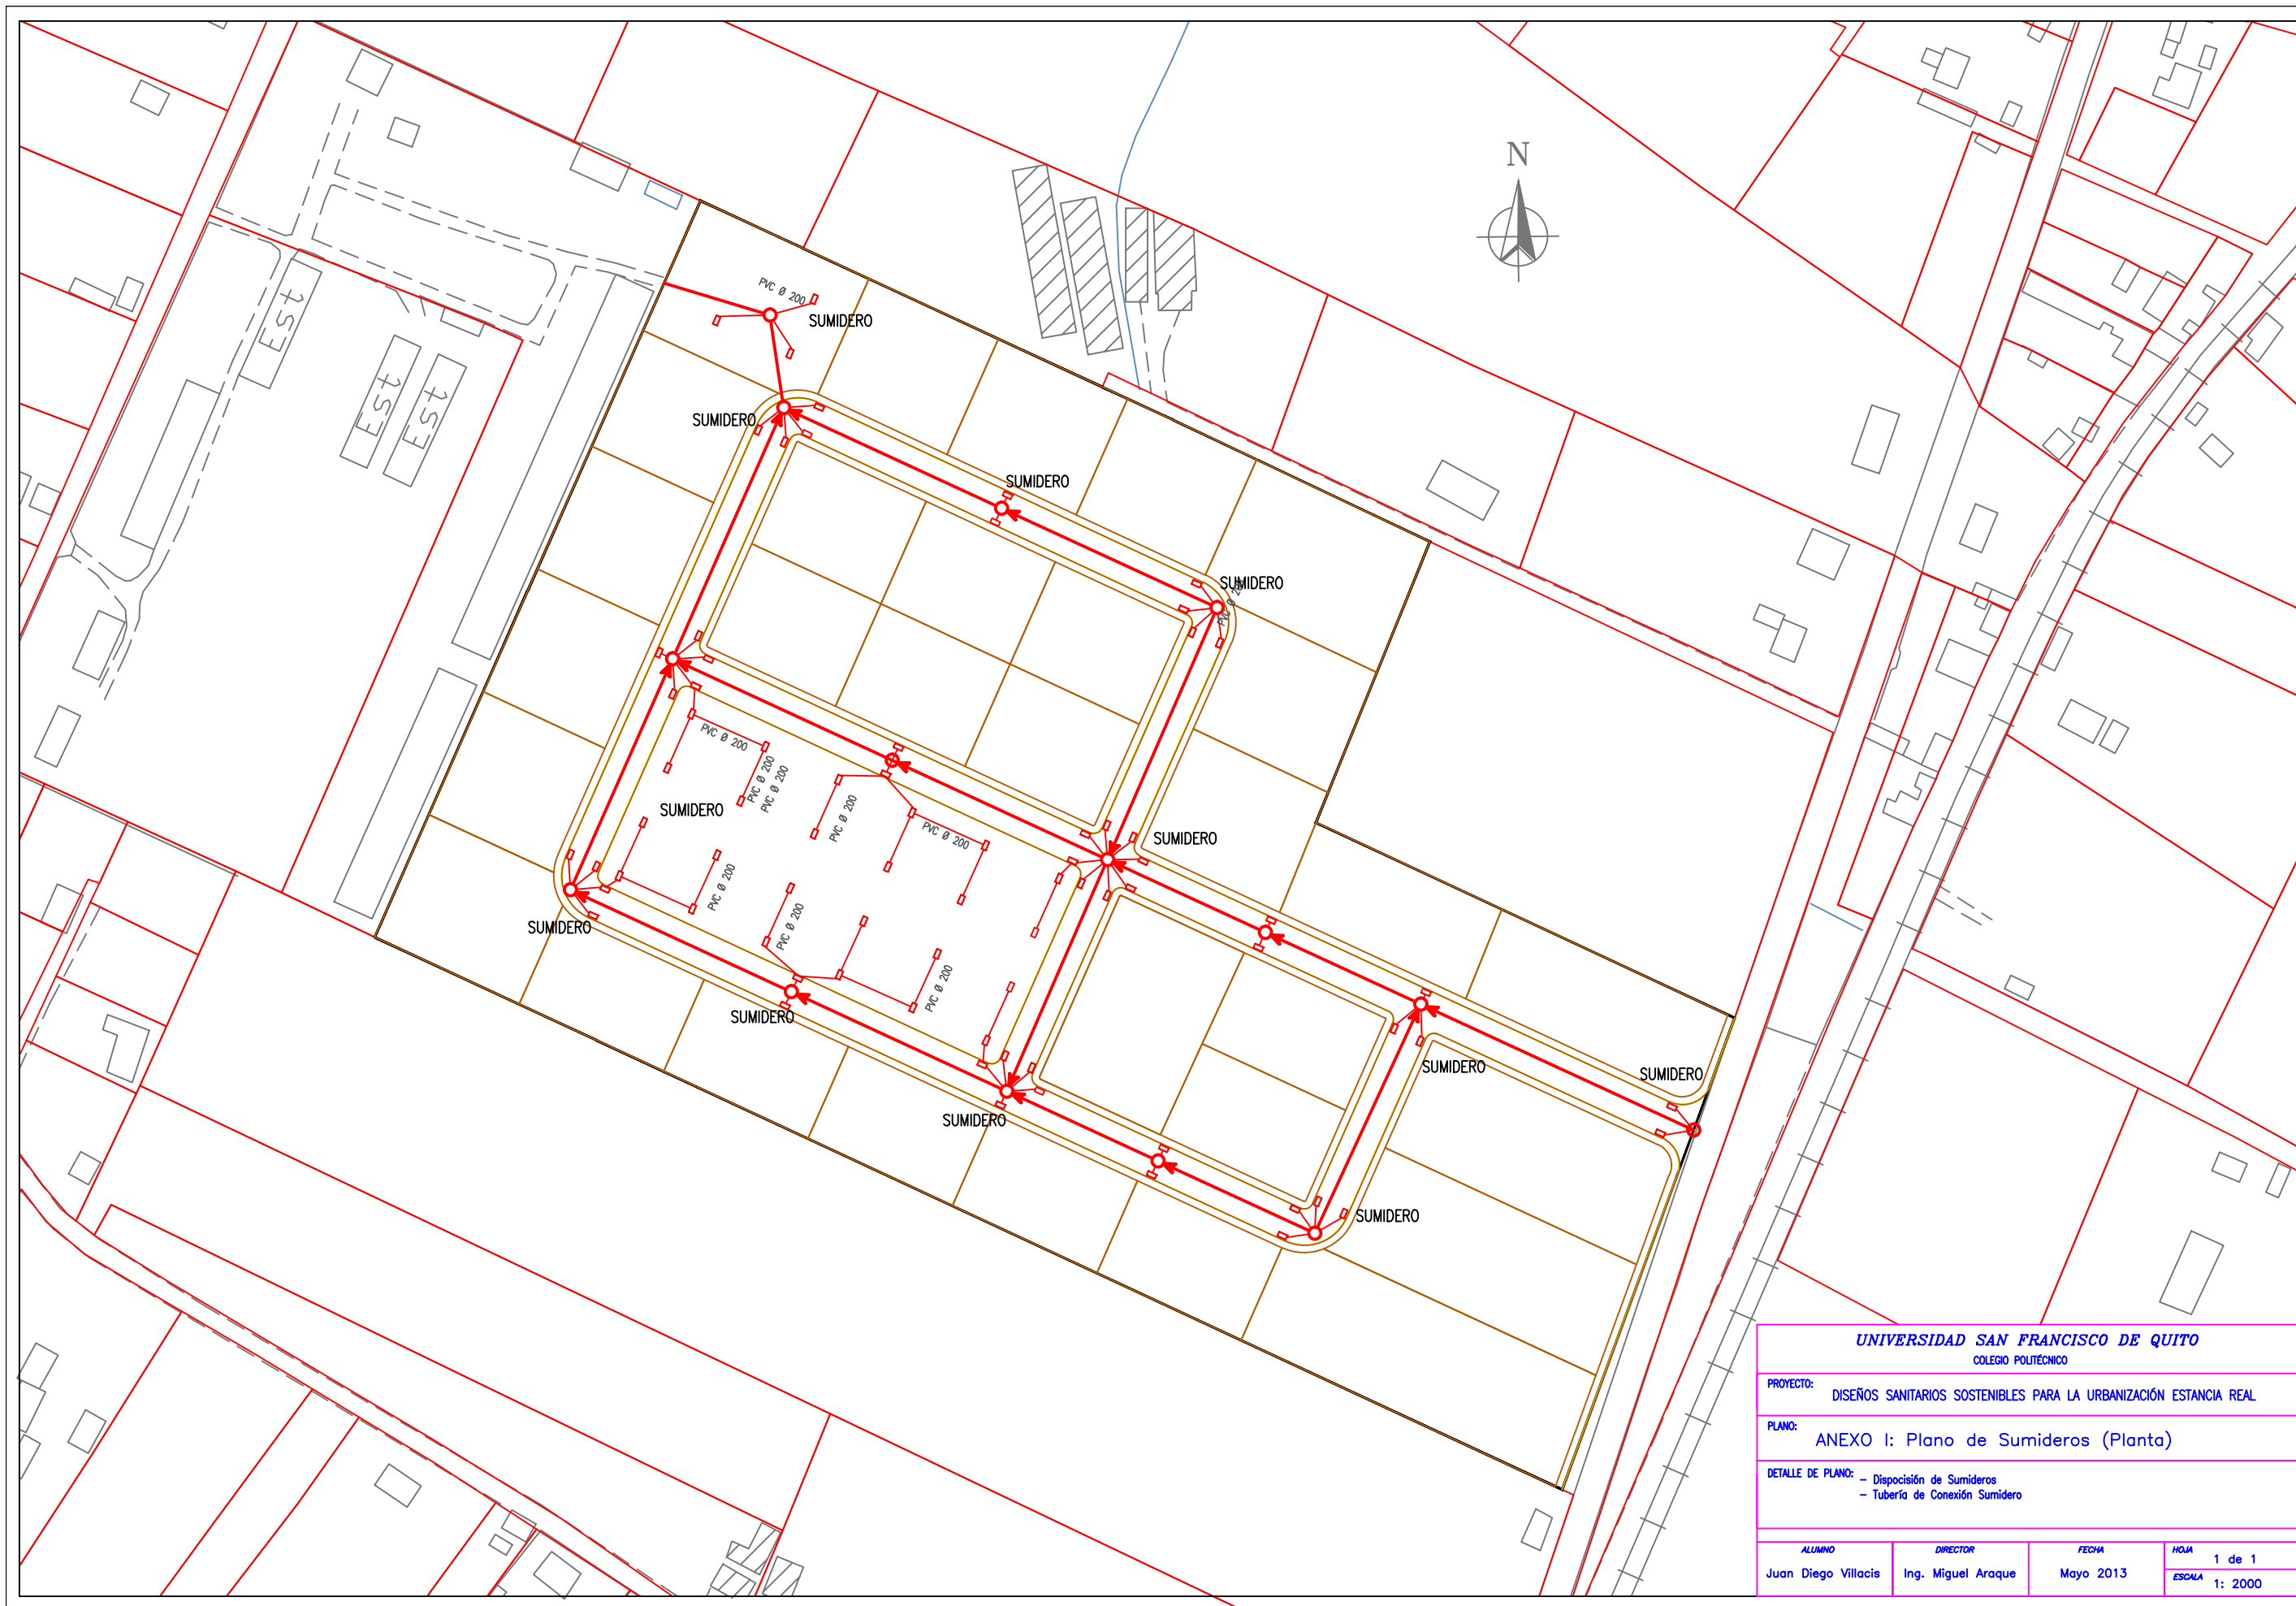 N
Est
Est
Est
PVC Ø 200
SUMIDERO
SUMIDERO
SUMIDERO
SUMIDERO
PVC Ø 200
PVC Ø 200
PVC Ø 200
PVC Ø 200
SUMIDERO
PVC Ø 200
PVC Ø 200
SUMIDERO
PVC Ø 200
PVC Ø 200
SUMIDERO
PVC Ø 200
SUMIDERO
SUMIDERO
SUMIDERO
SUMIDERO
SUMIDERO
UNIVERSIDAD SAN FRANCISCO DE QUITO
COLEGIO POLITÉCNICO
PROYECTO:
DISEÑOS SANITARIOS SOSTENIBLES PARA LA URBANIZACIÓN ESTANCIA REAL
PLANO:
ANEXO I: Plano de Sumideros (Planta)
DETALLE DE PLANO:
– Disposisión de Sumideros
– Tubería de Conexión Sumidero
ALUMNO
Juan Diego Villacis
DIRECTOR
Ing. Miguel Araque
FECHA
Mayo 2013
HOJA
1 de 1
ESCALA
1: 2000